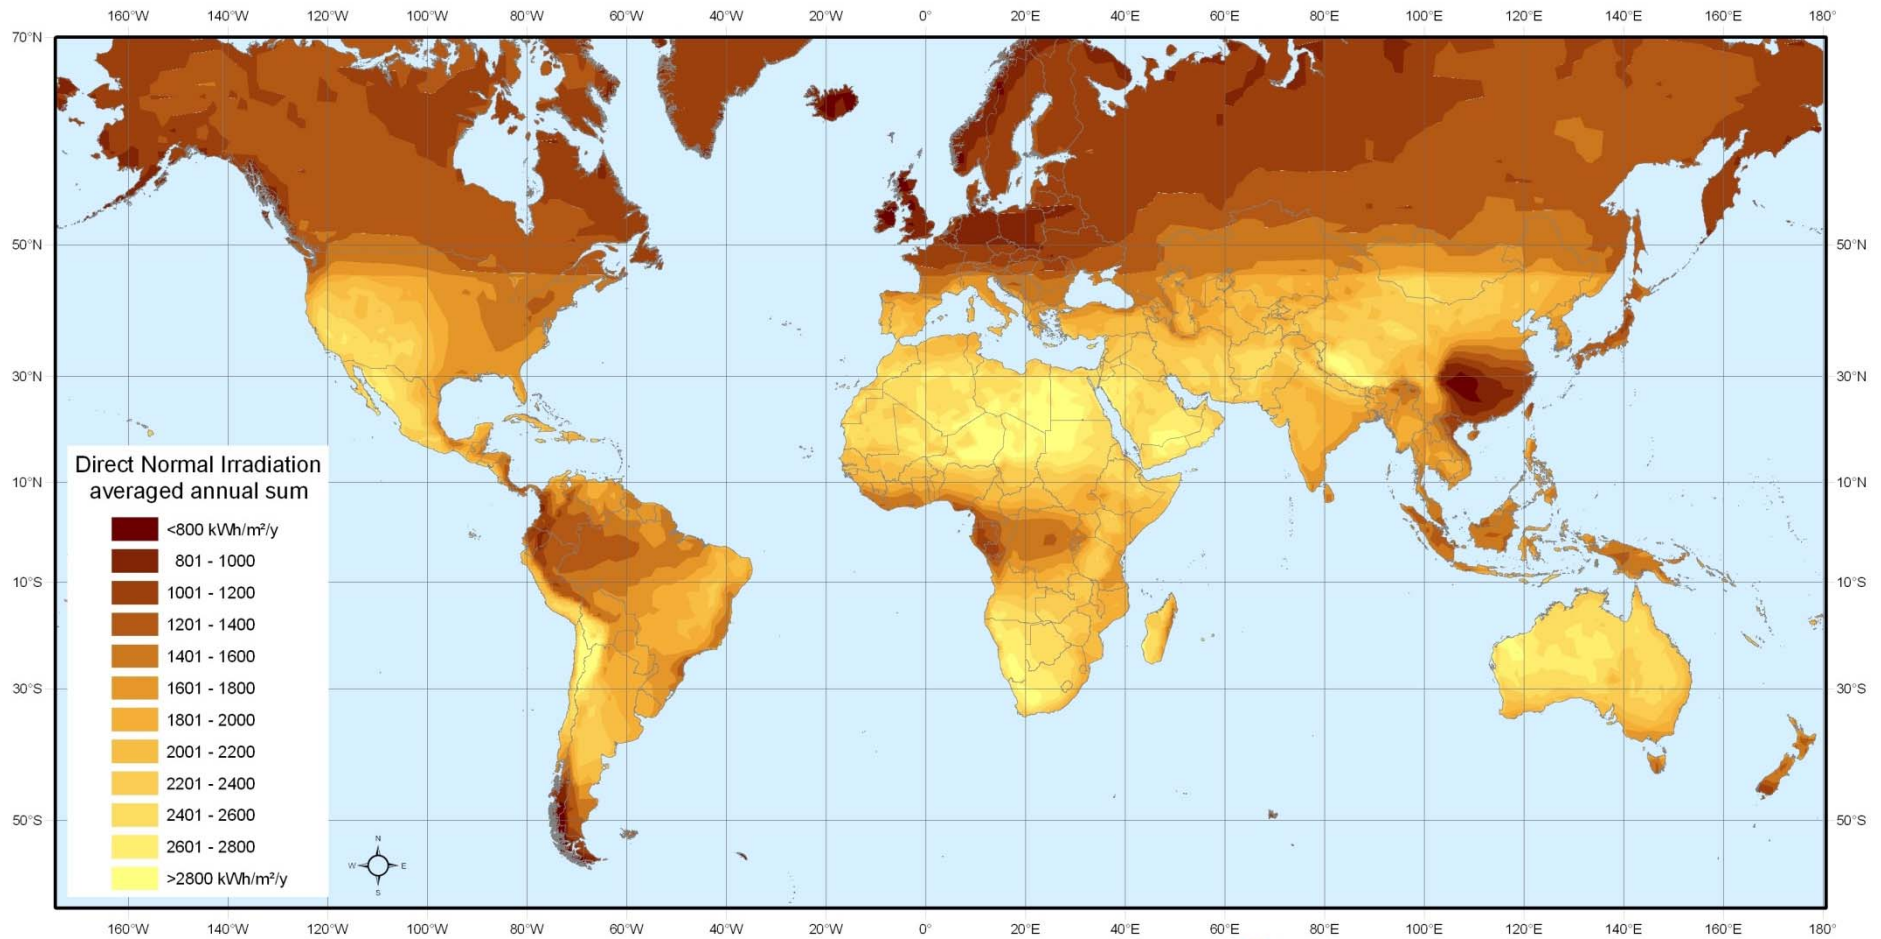 160°W 140°W 120°W 100°W 80°W 60°W 40°W 20°W 0° 20°E 40°E 60°E 80°E 100°E 120°E 140°E 160°E 180°
70°N
50°N 50°N
30°N 30°N
Direct Normal Irradiation
averaged annual sum
10°N 10°N
<800 kWh/m²/y
801 - 1000
10°S 10°S
1001 - 1200
1201 - 1400
1401 - 1600
30°S 30°S
1601 - 1800
1801 - 2000
2001 - 2200
2201 - 2400
2401 - 2600
50°S 50°S
2601 - 2800
>2800 kWh/m²/y
N
W E
S
160°W 140°W 120°W 100°W 80°W 60°W 40°W 20°W 0° 20°E 40°E 60°E 80°E 100°E 120°E 140°E 160°E 180°